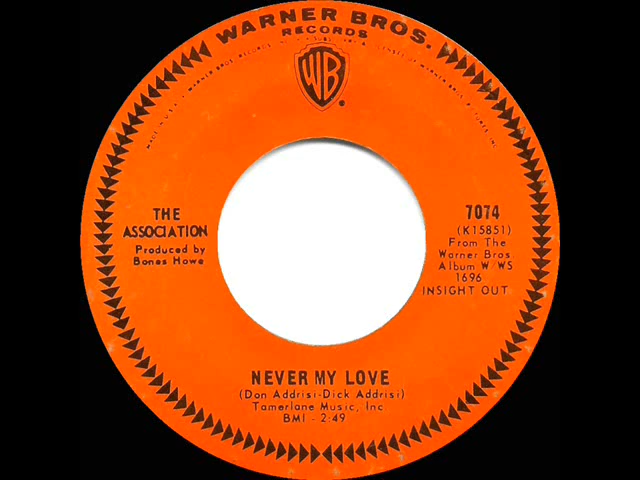 WARNER BROS.
RECORDS
WB
®
THE
ASSOCIATION
Produced by
Bones Howe
7074
(K15851)
From The
Warner Bros
Album W/WS
1696
INSIGHT OUT
NEVER MY LOVE
(Don Addrisi-Dick Addrisi)
Tamerlane Music, Inc
BMI - 2:49